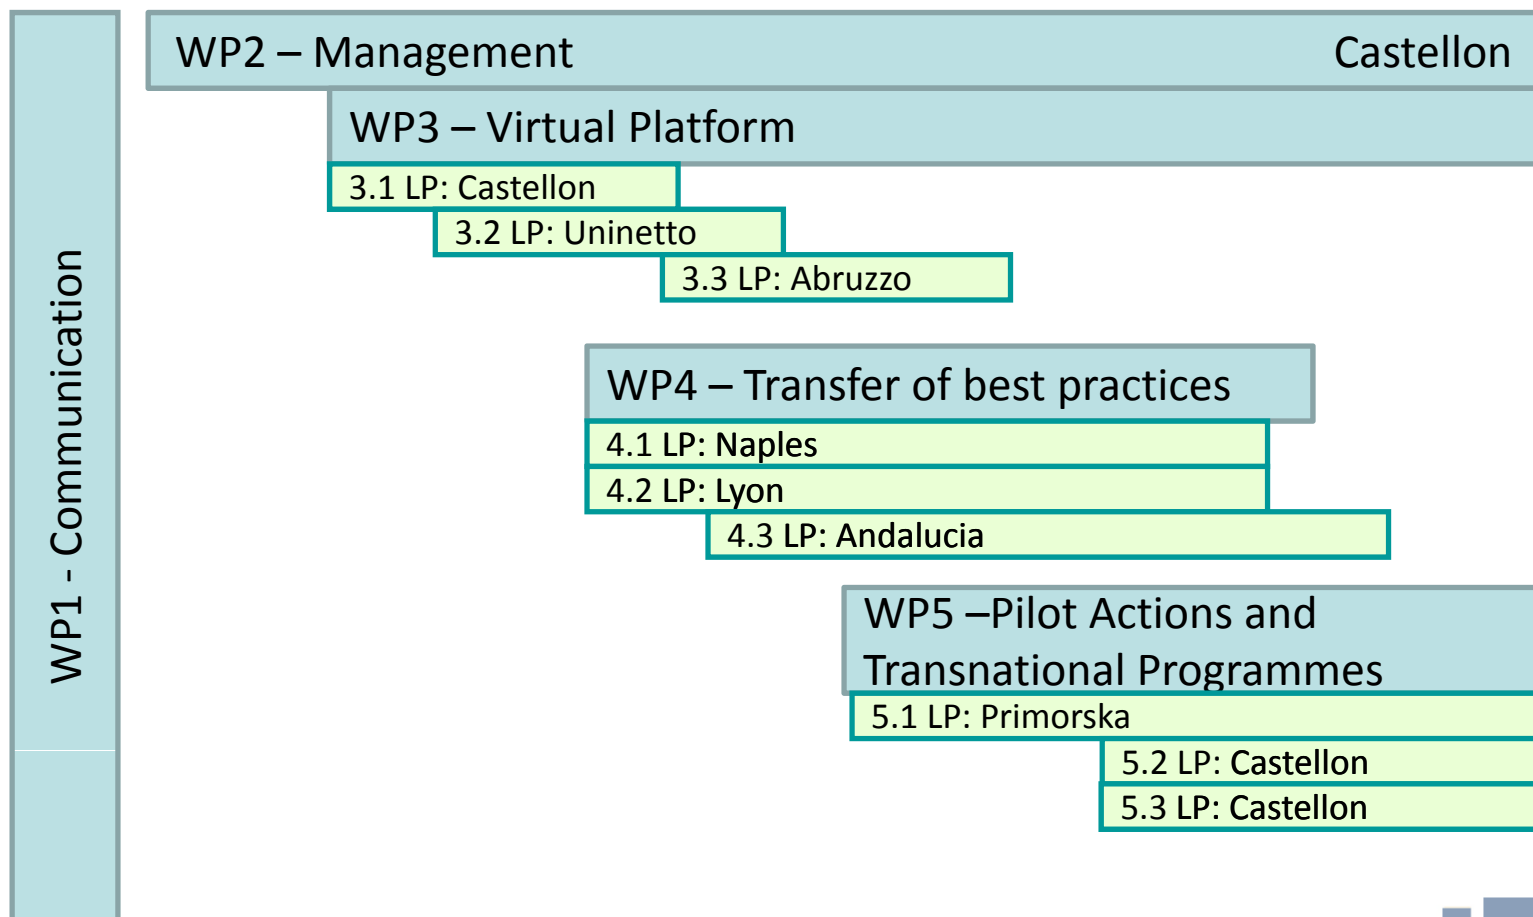 WP1 - Communication
WP2 – Management Castellon
WP3 – Virtual Platform
3.1 LP: Castellon
3.2 LP: Uninetto
3.3 LP: Abruzzo
WP4 – Transfer of best practices
4.1 LP: Naples
4.2 LP: Lyon
4.3 LP: Andalucia
WP5 –Pilot Actions and
Transnational Programmes
5.1 LP: Primorska
5.2 LP: Castellon
5.3 LP: Castellon